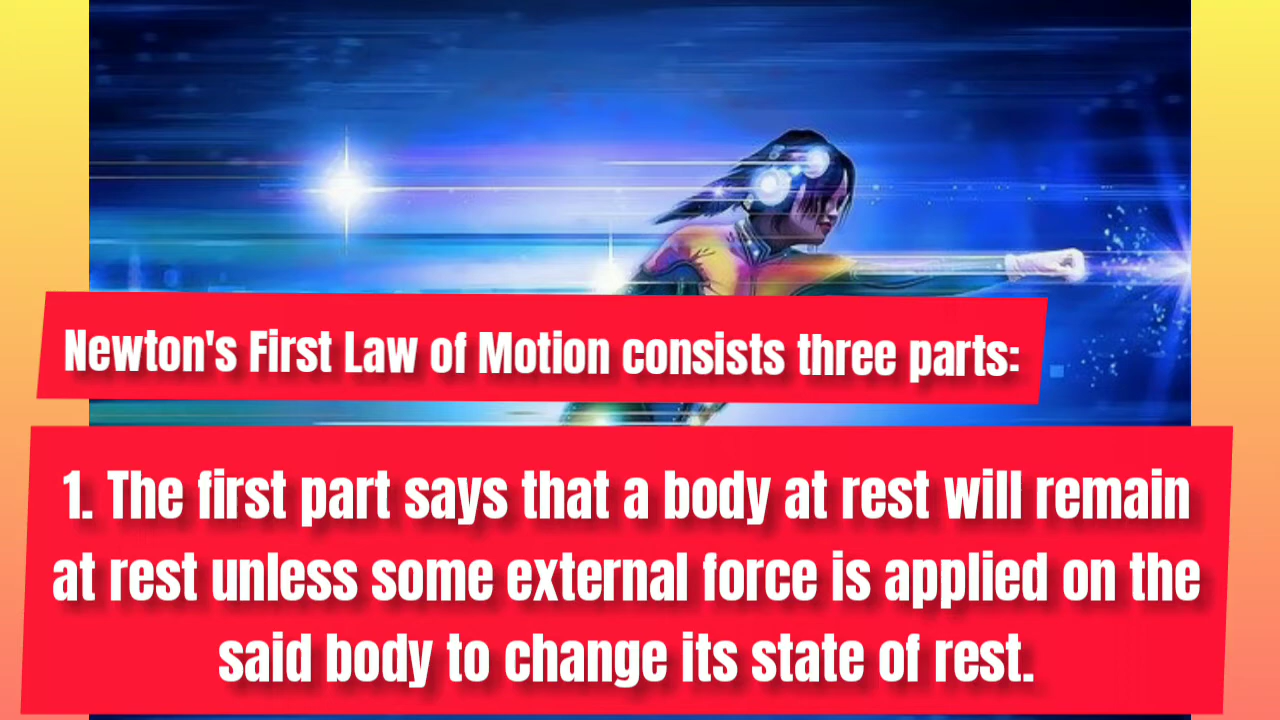 Newton's First Law of Motion consists three parts:
1. The first part says that a body at rest will remain
at rest unless some external force is applied on the
said body to change its state of rest.